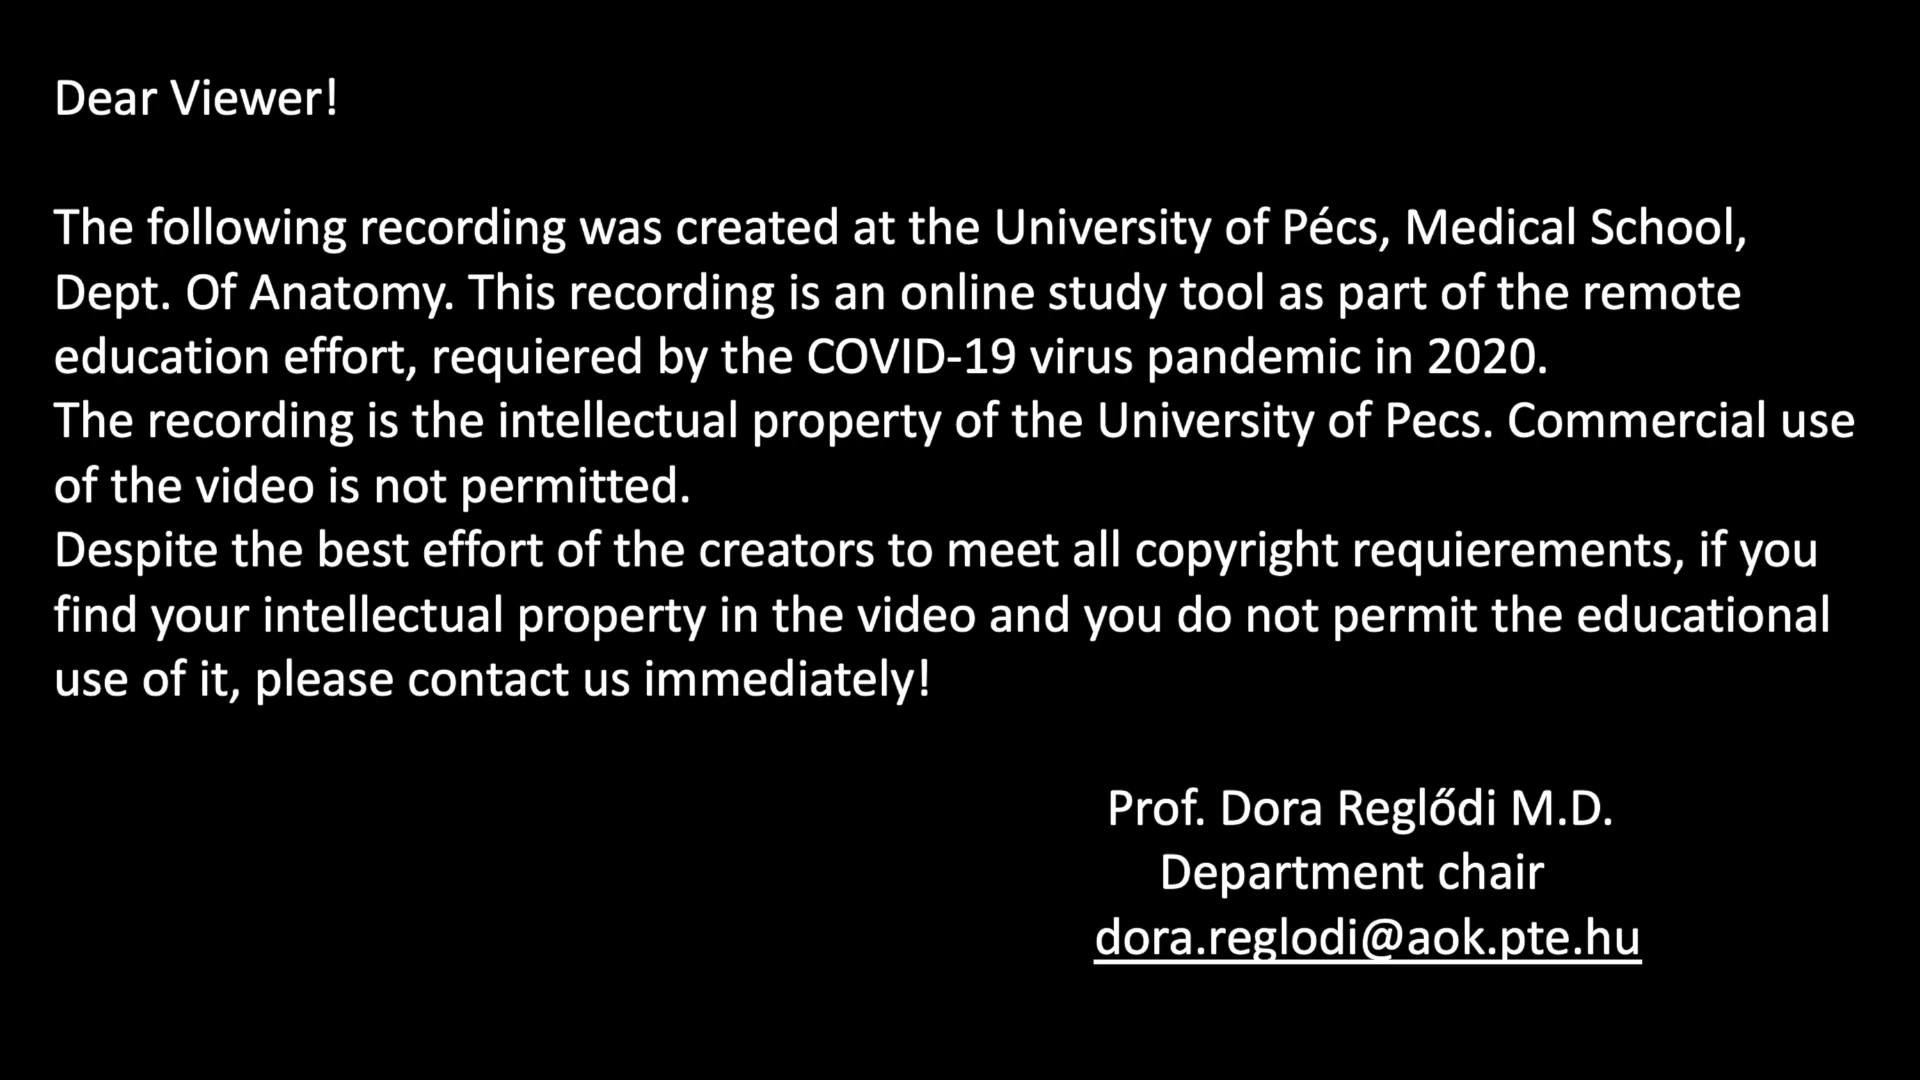 Dear Viewer!
The following recording was created at the University of Pécs, Medical School,
Dept. Of Anatomy. This recording is an online study tool as part of the remote
education effort, requiered by the COVID-19 virus pandemic in 2020.
The recording is the intellectual property of the University of Pecs. Commercial use
of the video is not permitted.
Despite the best effort of the creators to meet all copyright requierements, if you
find your intellectual property in the video and you do not permit the educational
use of it, please contact us immediately!
Prof. Dora Reglődi M.D.
Department chair
dora.reglodi@aok.pte.hu